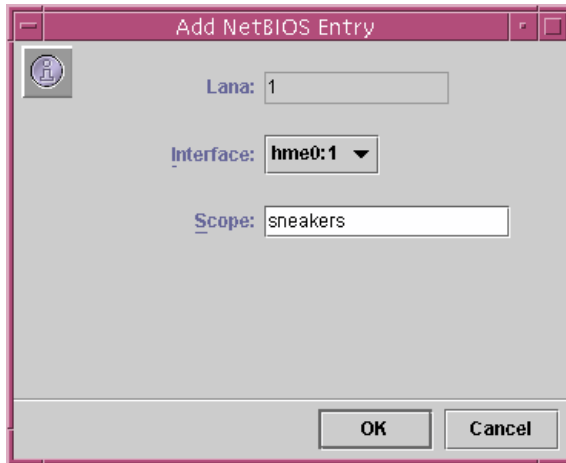 Add NetBIOS Entry
Lana: 1
Interface: hme0:1
Scope: sneakers
OK Cancel